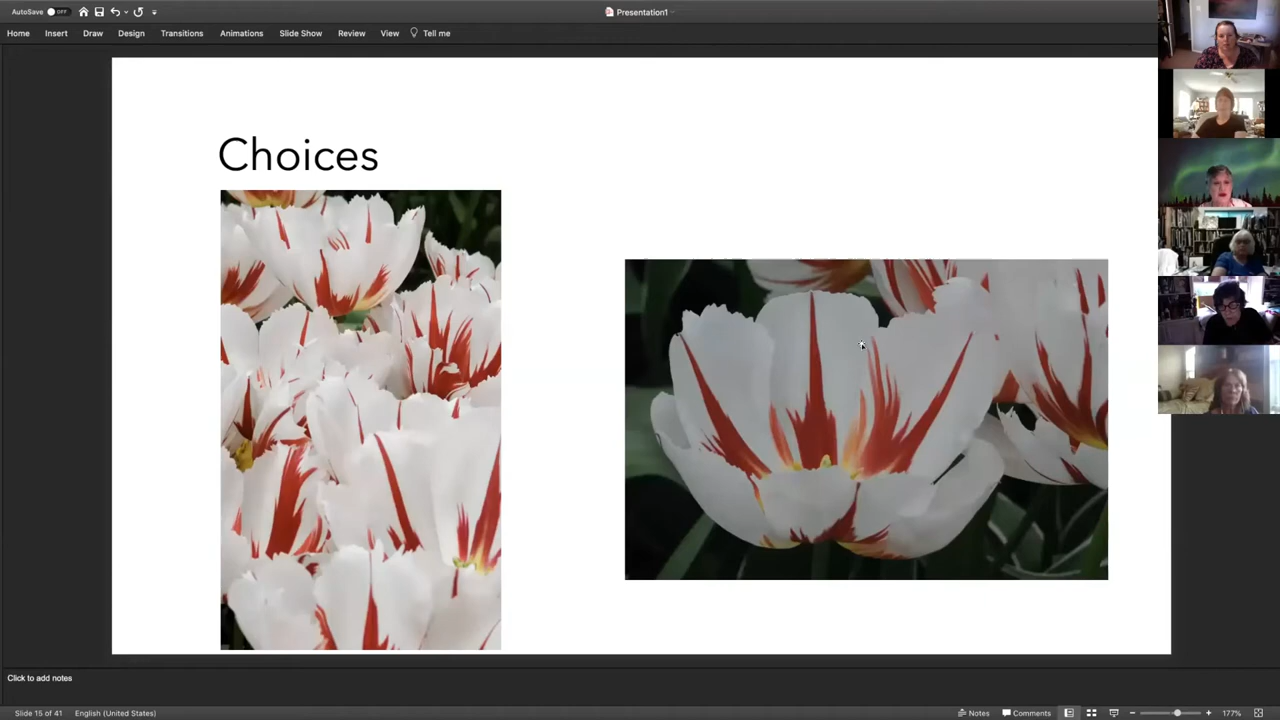 AutoSave OFF
Presentation1
Home Insert Draw Design Transitions Animations Slide Show Review View Tell me
Choices
Click to add notes
Slide 15 of 41 English (United States) Notes Comments 177%